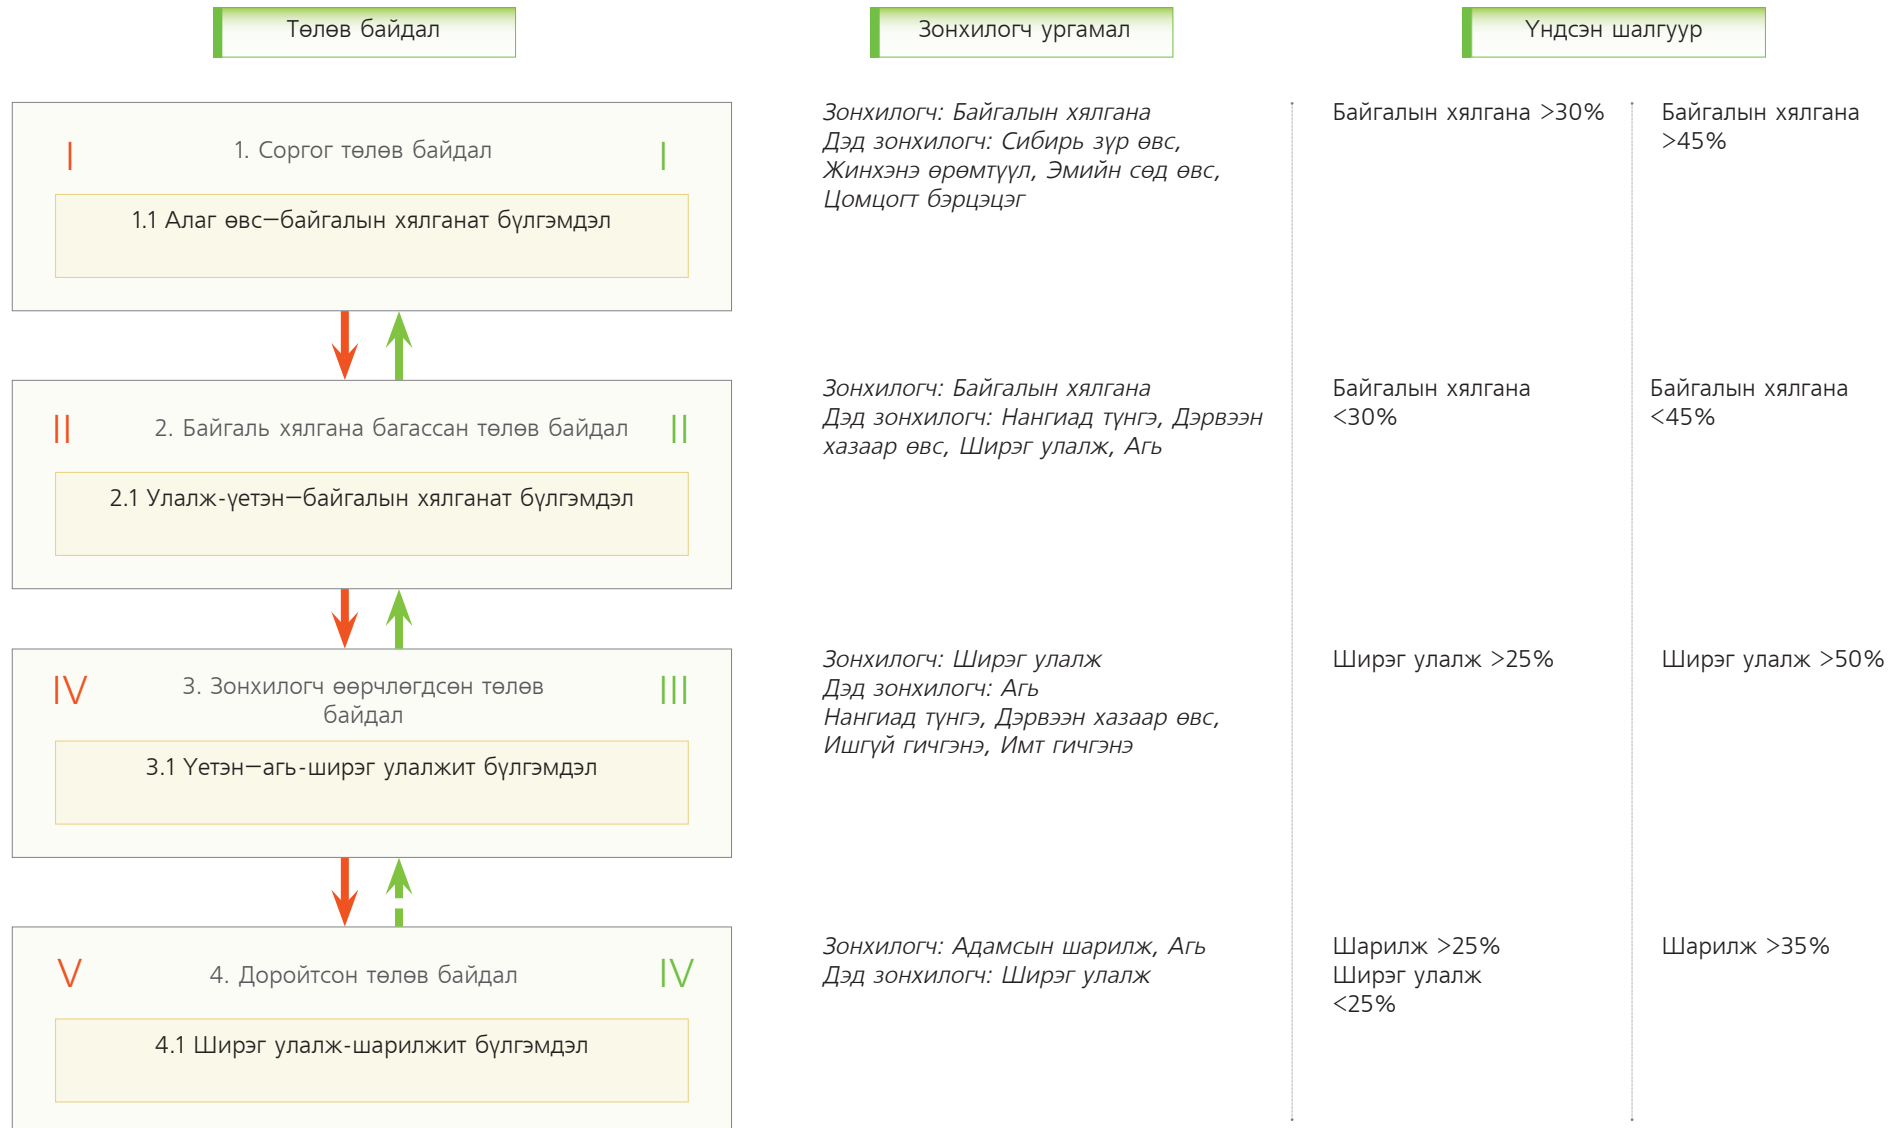 Төлөв байдал
Зонхилогч ургамал
Үндсэн шалгуур
I
1. Соргог төлөв байдал
I
1.1 Алаг өвс—байгалын хялганат бүлгэмдэл
Зонхилогч: Байгалын хялгана
Дэд зонхилогч: Сибирь зүр өвс,
Жинхэнэ өрөмтүүл, Эмийн сөд өвс,
Цомцогт бэрцэцэг
Байгалын хялгана >30%
Байгалын хялгана
>45%
II
2. Байгаль хялгана багассан төлөв байдал
II
2.1 Улалж-үетэн—байгалын хялганат бүлгэмдэл
Зонхилогч: Байгалын хялгана
Дэд зонхилогч: Нангиад түнгэ, Дэрвээн
хазаар өвс, Ширэг улалж, Агь
Байгалын хялгана
<30%
Байгалын хялгана
<45%
IV
3. Зонхилогч өөрчлөгдсөн төлөв
байдал
III
3.1 Үетэн—агь-ширэг улалжит бүлгэмдэл
Зонхилогч: Ширэг улалж
Дэд зонхилогч: Агь
Нангиад түнгэ, Дэрвээн хазаар өвс,
Ишгүй гичгэнэ, Имт гичгэнэ
Ширэг улалж >25%
Ширэг улалж >50%
V
4. Доройтсон төлөв байдал
IV
4.1 Ширэг улалж-шарилжит бүлгэмдэл
Зонхилогч: Адамсын шарилж, Агь
Дэд зонхилогч: Ширэг улалж
Шарилж >25%
Ширэг улалж
<25%
Шарилж >35%